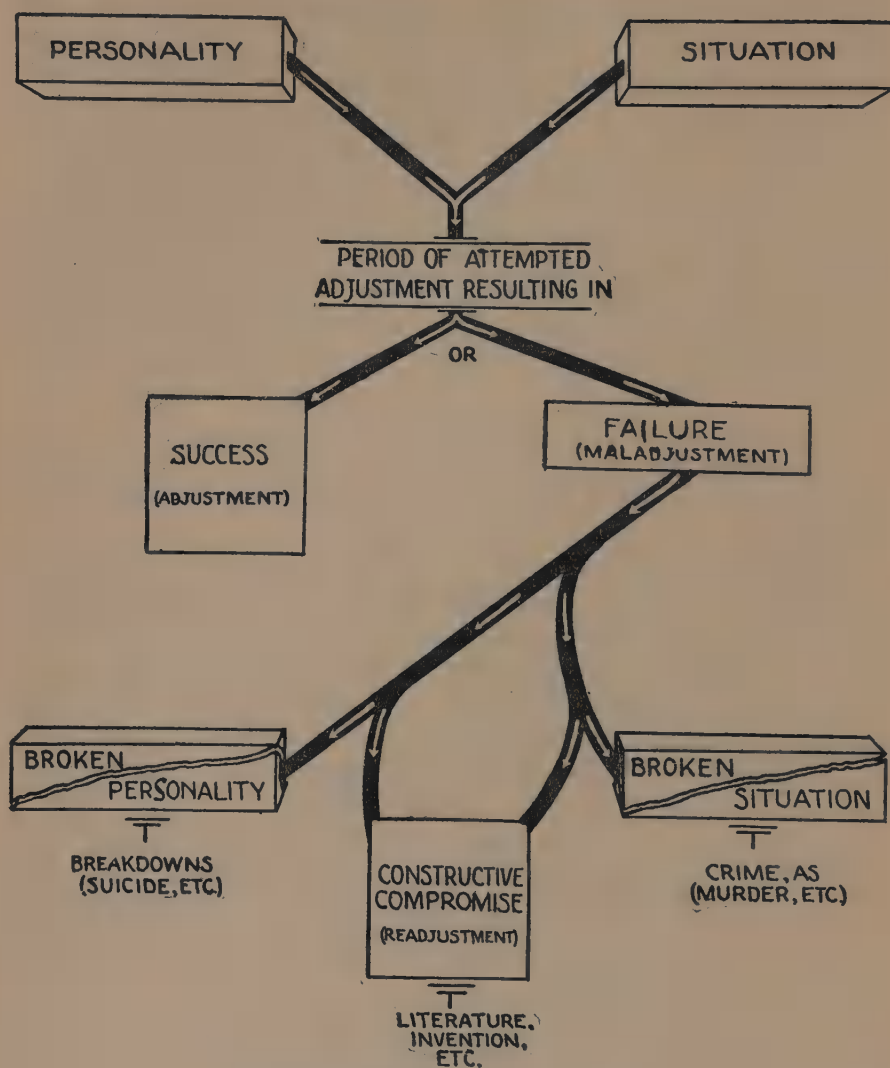 PERSONALITY
SITUATION
PERIOD OF ATTEMPTED
ADJUSTMENT RESULTING IN
OR
SUCCESS
(ADJUSTMENT)
FAILURE
(MALADJUSTMENT)
BROKEN
PERSONALITY
BREAKDOWNS
(SUICIDE, ETC)
CONSTRUCTIVE
COMPROMISE
(READJUSTMENT)
LITERATURE,
INVENTION,
ETC.
BROKEN
SITUATION
CRIME, AS
(MURDER, ETC)